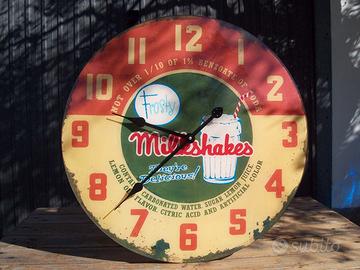 12
11
1
10
2
9
3
8
4
7
5
6
NOT OVER 1/10 OF 1% BENZOATE OF SODA
Frosty
Milkshakes
They're
Delicious!
CONTAINS CARBONATED WATER, SUGAR, LEMON JUICE,
LEMON OIL FLAVOR, CITRIC ACID AND ARTIFICIAL COLOR
subito